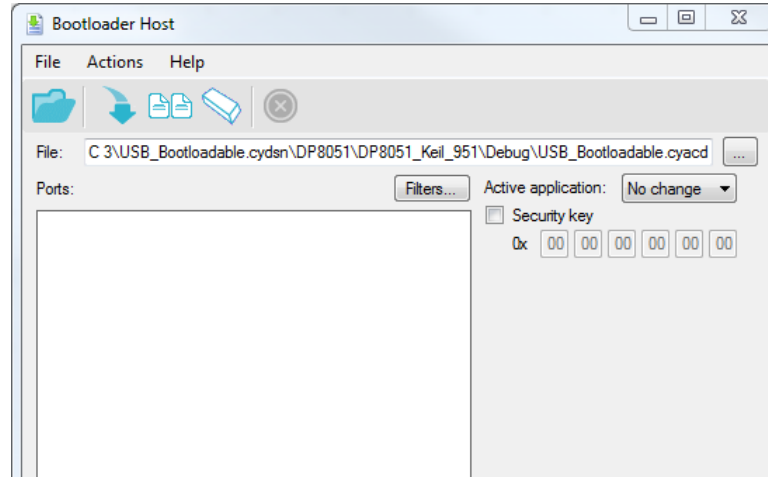 Bootloader Host
File Actions Help
File: C 3\USB_Bootloadable.cydsn\DP8051\DP8051_Keil_951\Debug\USB_Bootloadable.cyacd ...
Ports: Filters... Active application: No change
Security key
0x 00 00 00 00 00 00